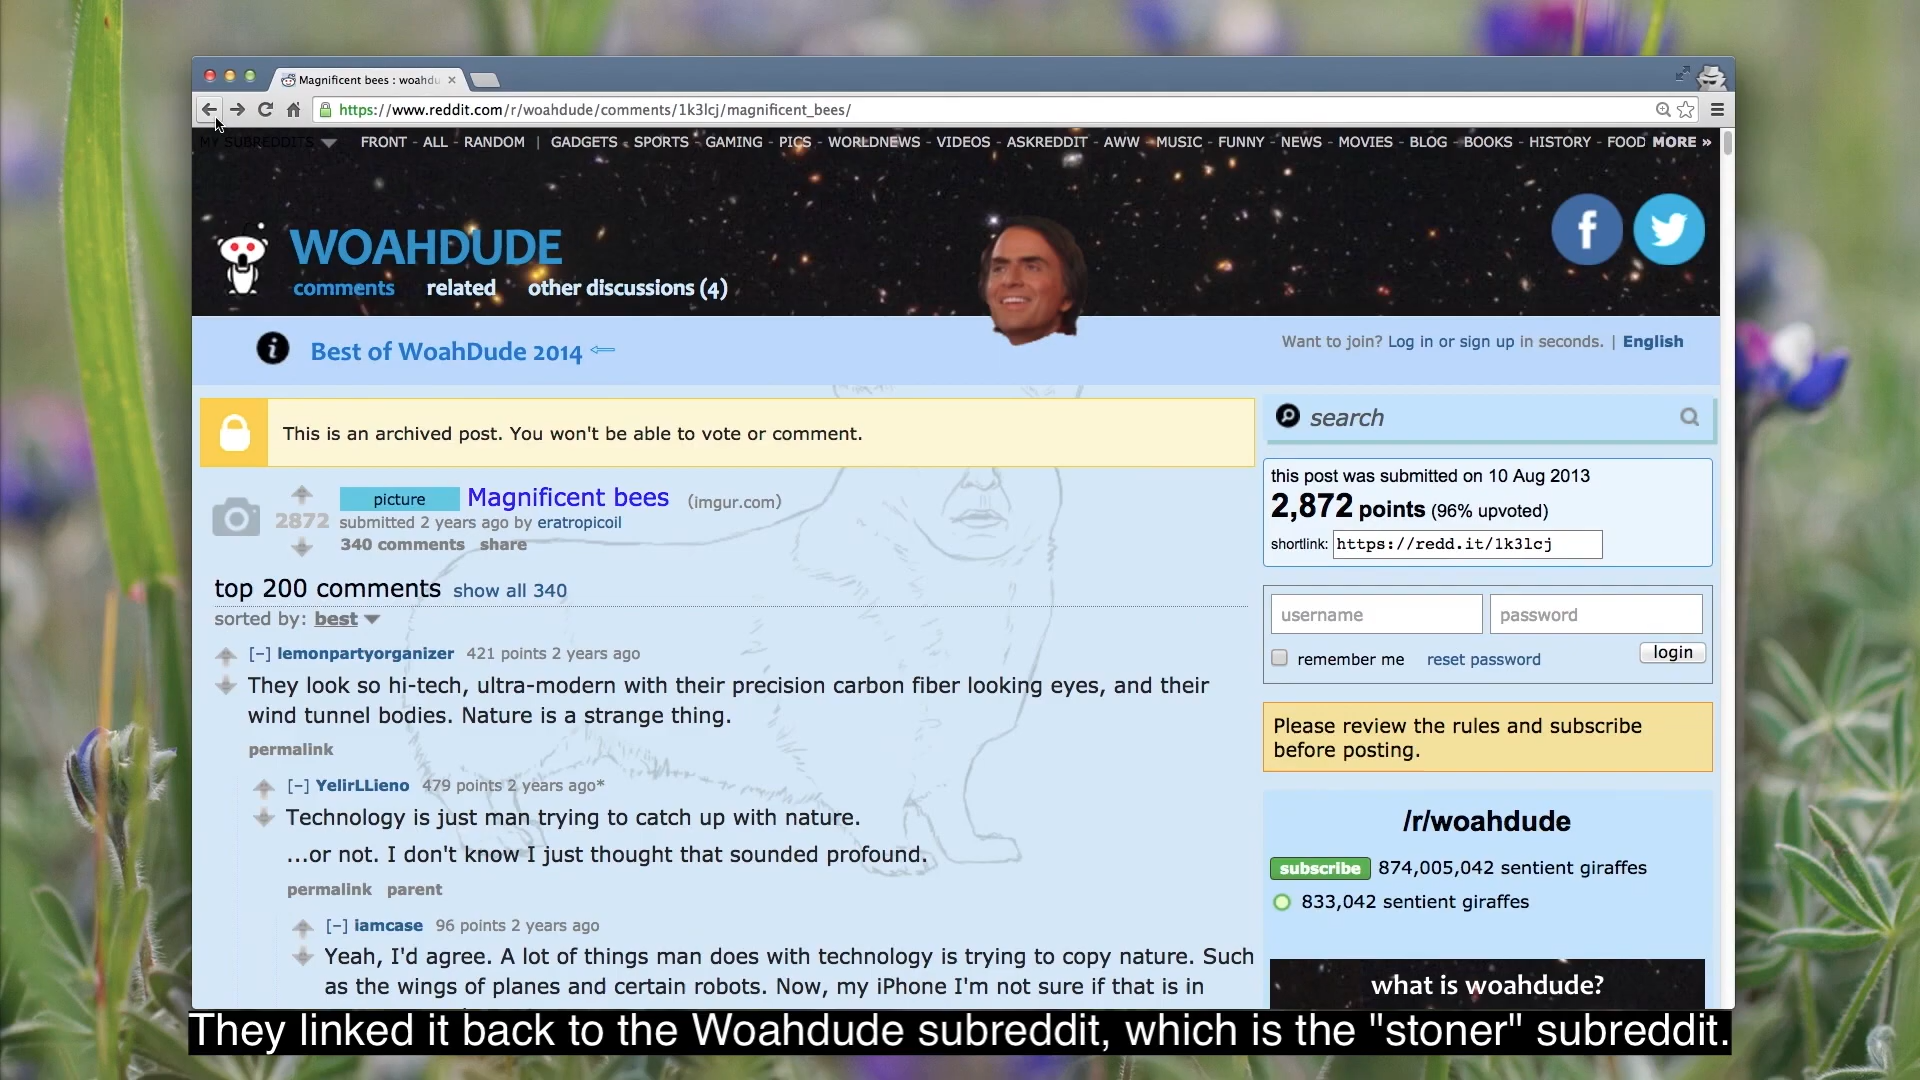 Magnificent bees : woahdu
https://www.reddit.com/r/woahdude/comments/1k3lcj/magnificent_bees/
MY SUBREDDITS FRONT - ALL - RANDOM | GADGETS - SPORTS - GAMING - PICS - WORLDNEWS - VIDEOS - ASKREDDIT - AWW - MUSIC - FUNNY - NEWS - MOVIES - BLOG - BOOKS - HISTORY - FOOD MORE »
WOAHDUDE
comments related other discussions (4)
Best of WoahDude 2014 ⇐
Want to join? Log in or sign up in seconds. | English
This is an archived post. You won't be able to vote or comment.
2872
picture Magnificent bees (imgur.com)
submitted 2 years ago by eratropicoil
340 comments share
top 200 comments show all 340
sorted by: best
[–] lemonpartyorganizer 421 points 2 years ago
They look so hi-tech, ultra-modern with their precision carbon fiber looking eyes, and their
wind tunnel bodies. Nature is a strange thing.
permalink
[–] YelirLLieno 479 points 2 years ago*
Technology is just man trying to catch up with nature.
...or not. I don't know I just thought that sounded profound.
permalink parent
[–] iamcase 96 points 2 years ago
Yeah, I'd agree. A lot of things man does with technology is trying to copy nature. Such
as the wings of planes and certain robots. Now, my iPhone I'm not sure if that is in
search
this post was submitted on 10 Aug 2013
2,872 points (96% upvoted)
shortlink: https://redd.it/1k3lcj
username password
remember me reset password login
Please review the rules and subscribe
before posting.
/r/woahdude
subscribe 874,005,042 sentient giraffes
833,042 sentient giraffes
what is woahdude?
They linked it back to the Woahdude subreddit, which is the "stoner" subreddit.